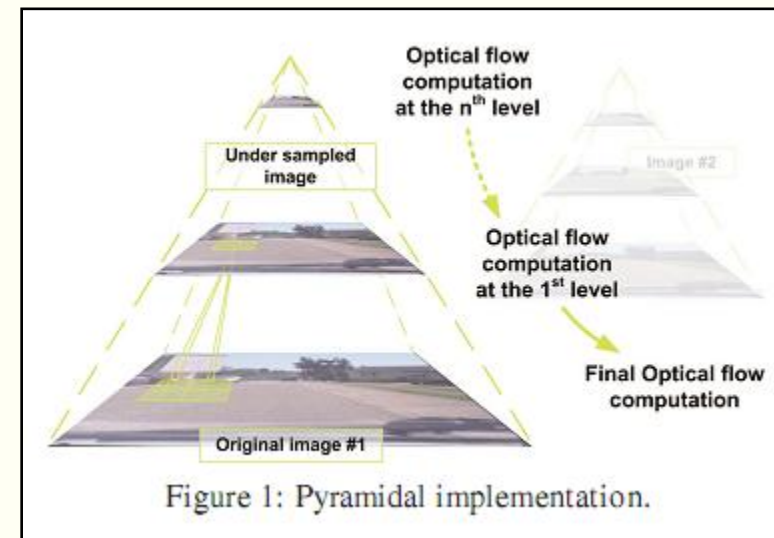 Optical flow
computation
at the nth level
Under sampled
image
Image #2
Optical flow
computation
at the 1st level
Final Optical flow
computation
Original image #1
Figure 1: Pyramidal implementation.